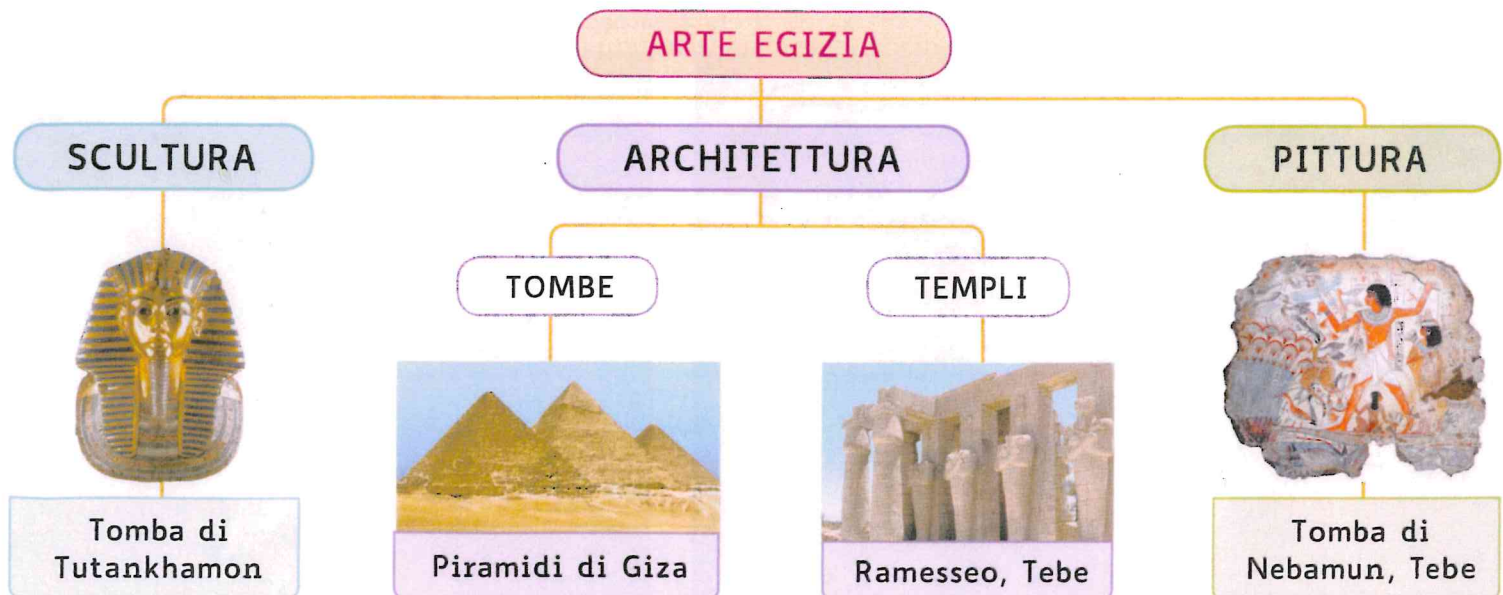 ARTE EGIZIA
SCULTURA
ARCHITETTURA
PITTURA
TOMBE
TEMPLI
Tomba di
Tutankhamon
Piramidi di Giza
Ramesseo, Tebe
Tomba di
Nebamun, Tebe